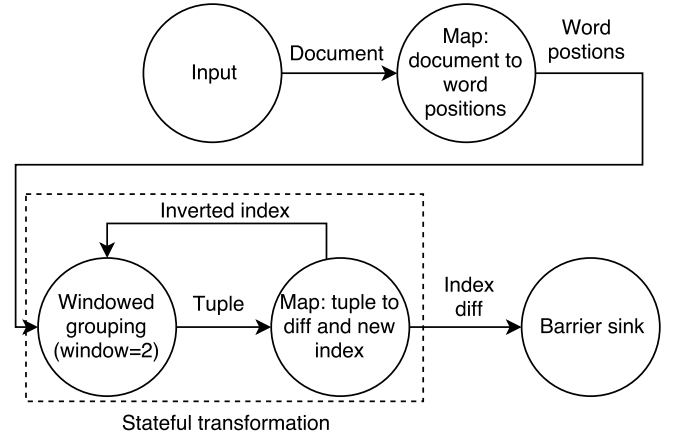 Input
Document
Map:
document to
word
positions
Word
postions
Inverted index
Windowed
grouping
(window=2)
Tuple
Map: tuple to
diff and new
index
Index
diff
Barrier sink
Stateful transformation